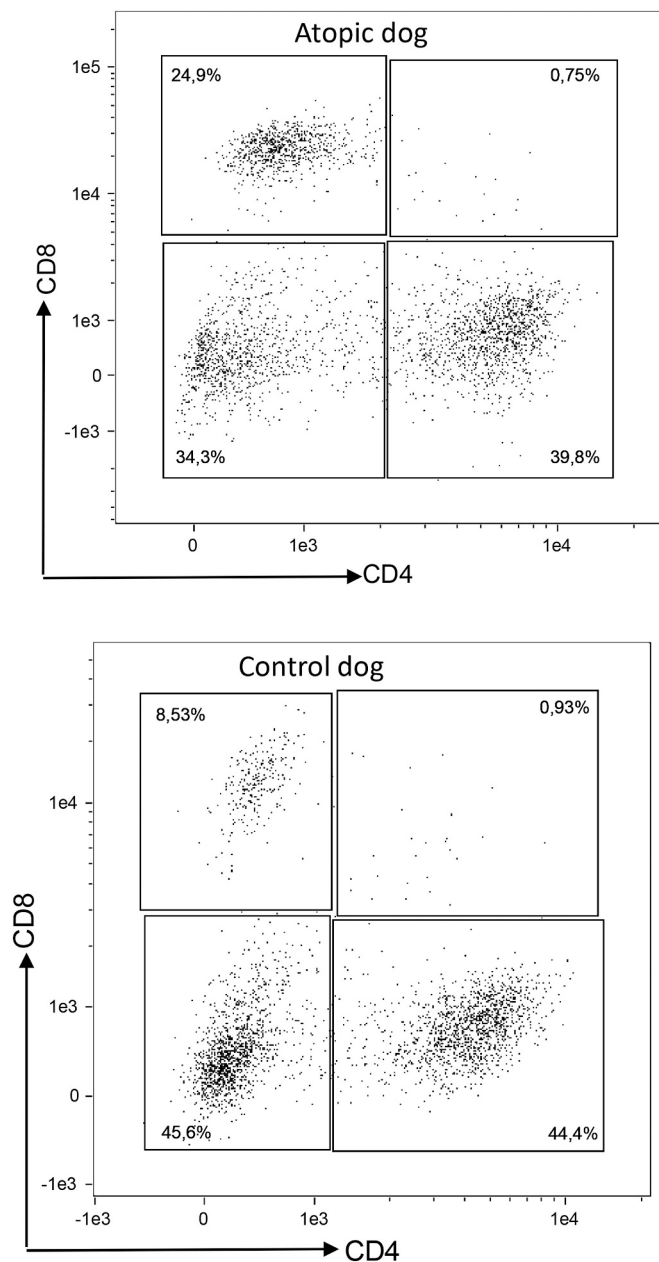 Atopic dog
1e5
24,9%
0,75%
1e4
CD8
1e3
0
-1e3
34,3%
39,8%
0
1e3
1e4
CD4
Control dog
8,53%
0,93%
1e4
CD8
1e3
0
45,6%
44,4%
-1e3
-1e3
0
1e3
1e4
CD4